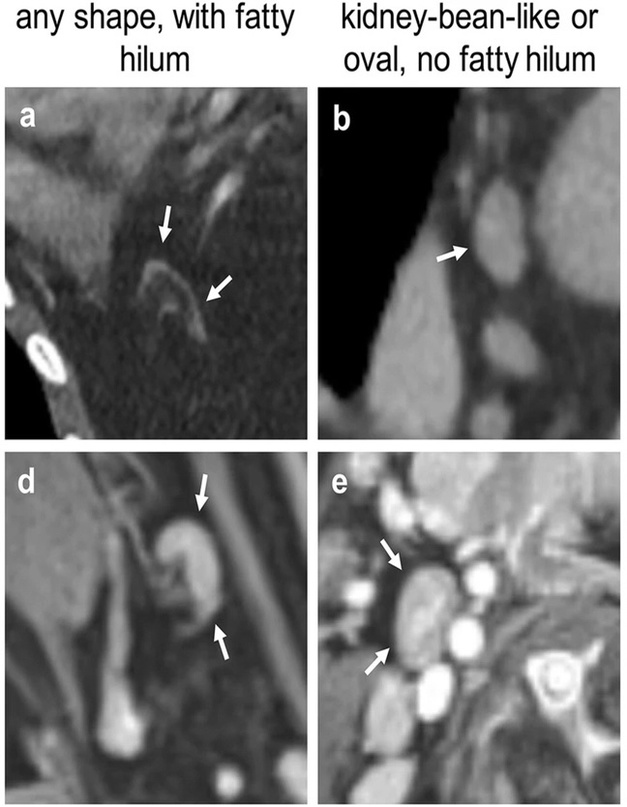 any shape, with fatty
hilum
kidney-bean-like or
oval, no fatty hilum
a
b
d
e